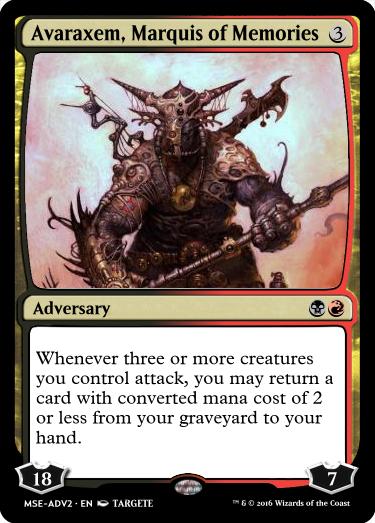 Avaraxem, Marquis of Memories 3
Adversary
Whenever three or more creatures
you control attack, you may return a
card with converted mana cost of 2
or less from your graveyard to your
hand.
18
7
MSE-ADV2 • EN TARGETE
™ & © 2016 Wizards of the Coast